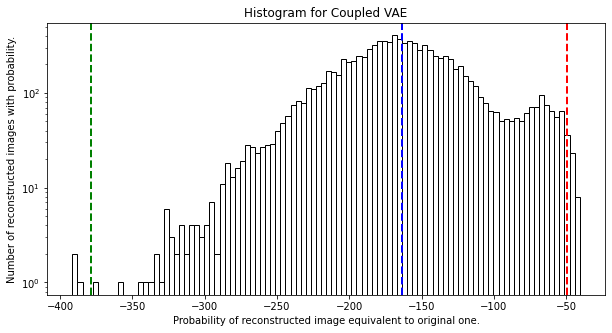 Histogram for Coupled VAE
Number of reconstructed images with probability.
10²
10¹
10⁰
−400 −350 −300 −250 −200 −150 −100 −50
Probability of reconstructed image equivalent to original one.